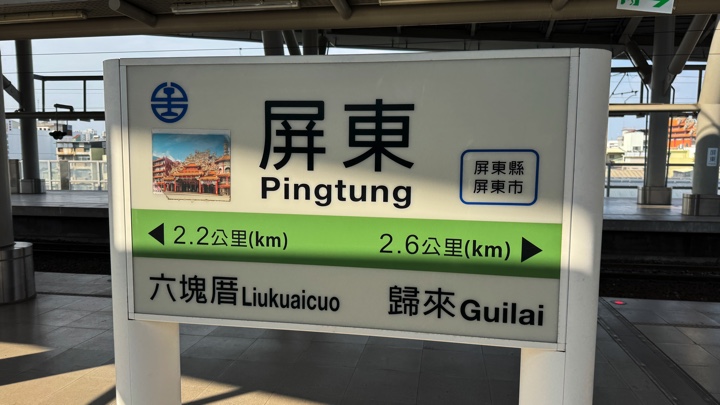 屏東
Pingtung
屏東縣
屏東市
◀ 2.2公里(km)
2.6公里(km) ▶
六塊厝Liukuaicuo
歸來Guilai